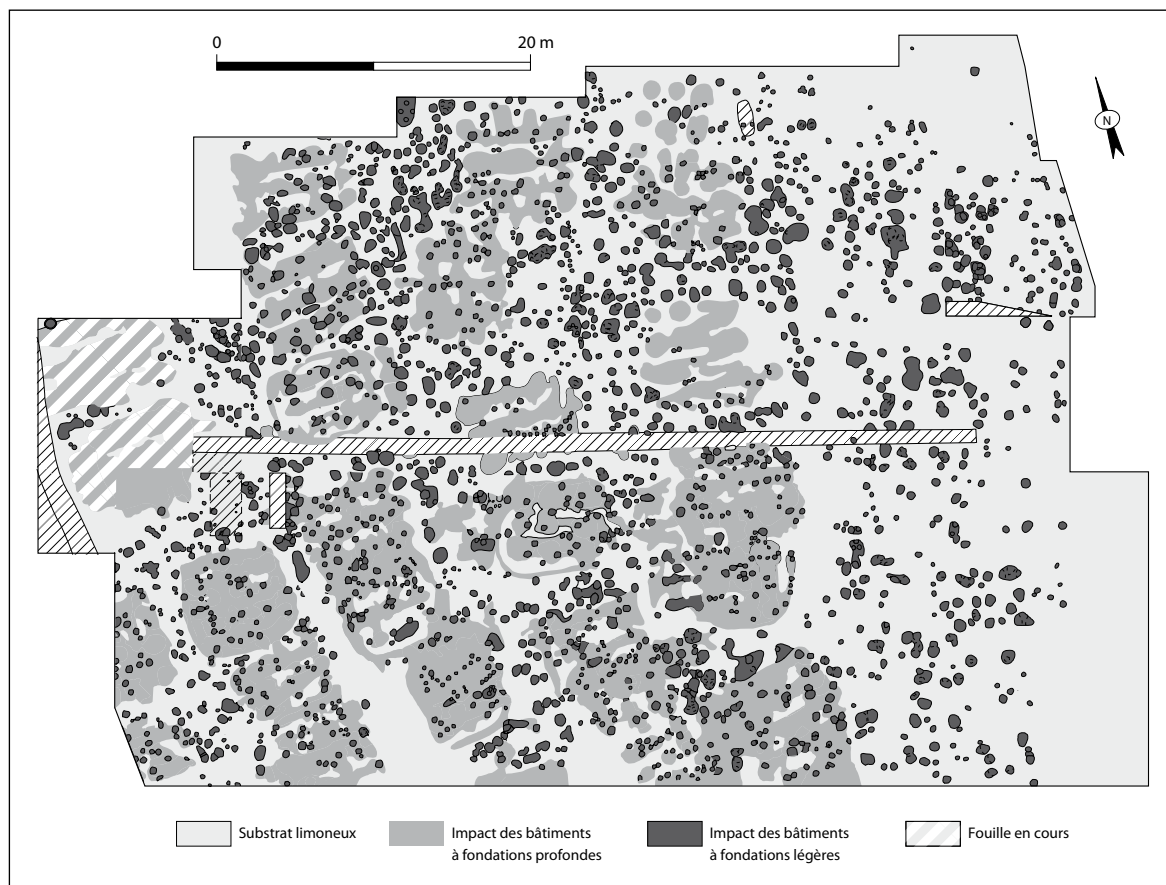 0 20 m
N
Substrat limoneux
Impact des bâtiments
à fondations profondes
Impact des bâtiments
à fondations légères
Fouille en cours